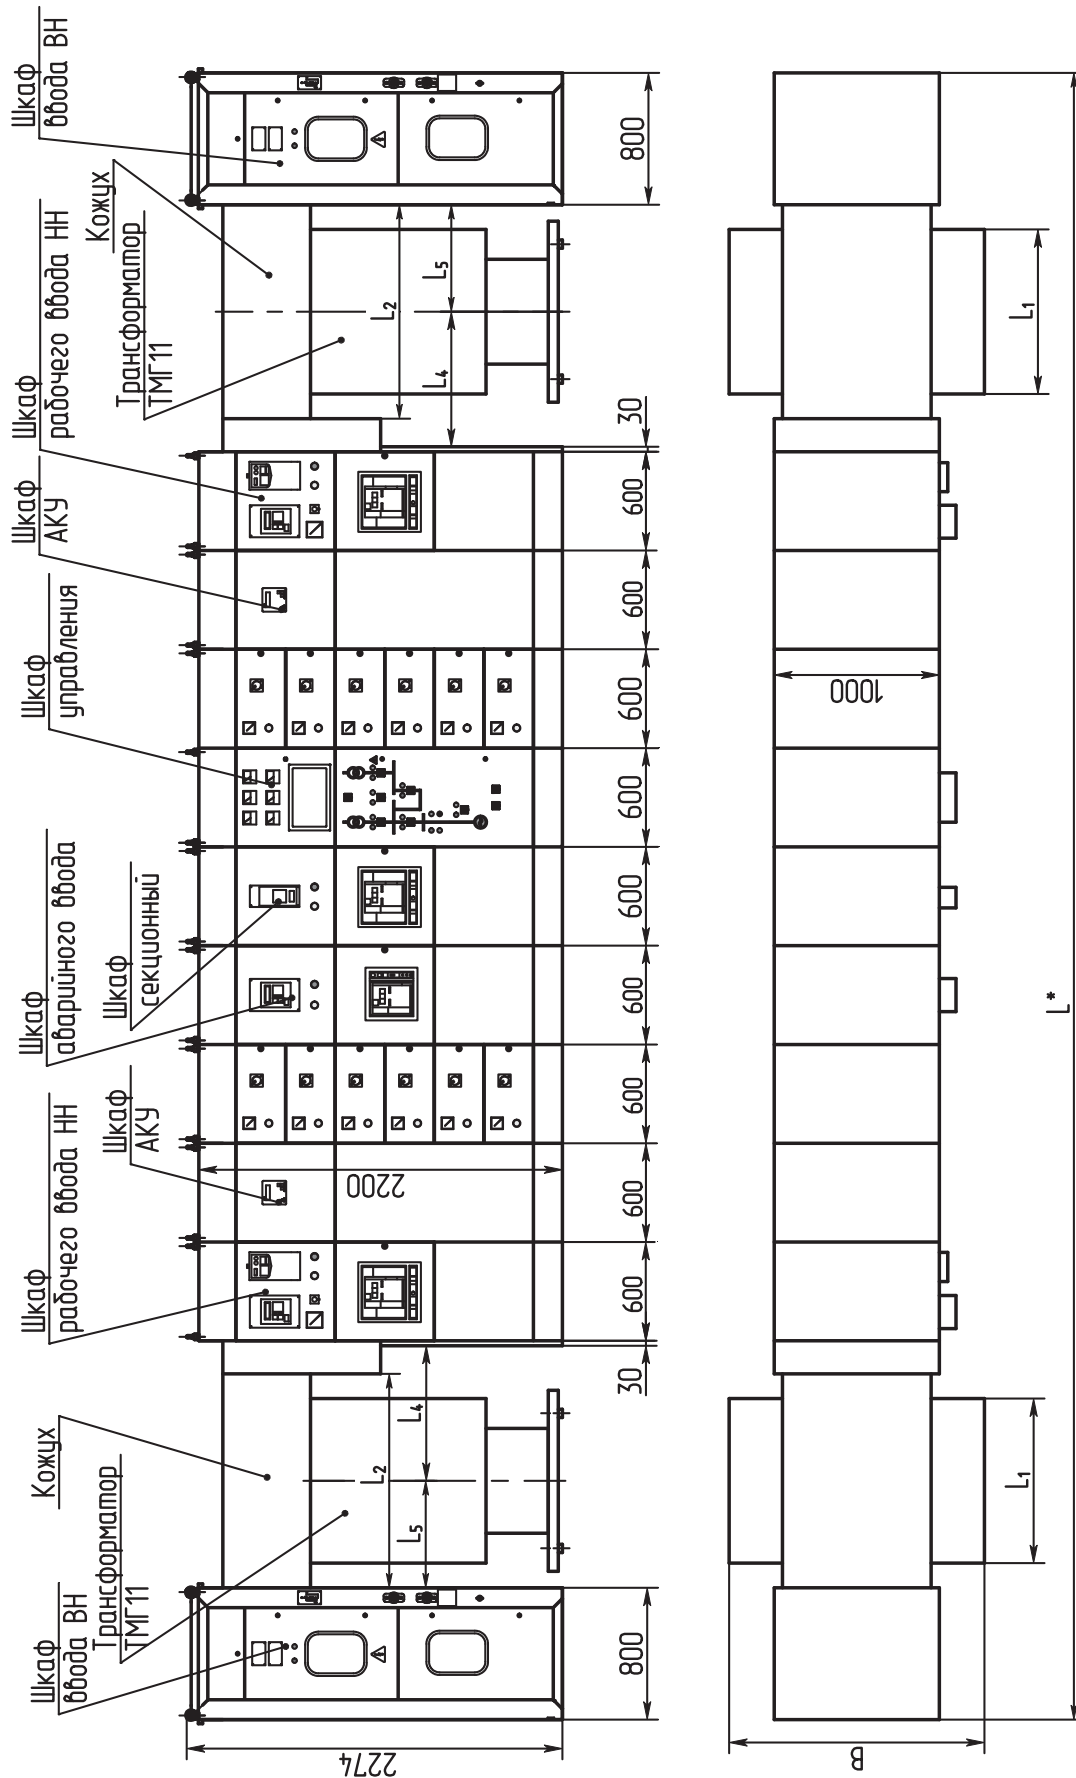 Шкаф
ввода ВН
Трансформатор
ТМГ11
Кожух
Шкаф
рабочего ввода НН
Шкаф
АКУ
Шкаф
аварийного ввода
Шкаф
секционный
Шкаф
управления
Шкаф
АКУ
Шкаф
рабочего ввода НН
Трансформатор
ТМГ11
Кожух
Шкаф
ввода ВН
2274
2200
L5
L4
L2
L2
L4
L5
800
30
600
600
600
600
600
600
600
600
600
30
800
B
1000
L1
L1
L*